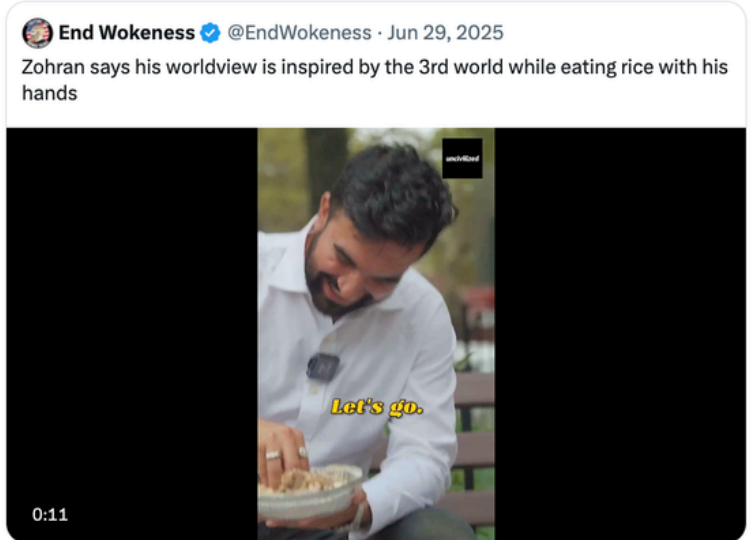 End Wokeness @EndWokeness · Jun 29, 2025
Zohran says his worldview is inspired by the 3rd world while eating rice with his
hands
uncivilized
Let's go.
0:11